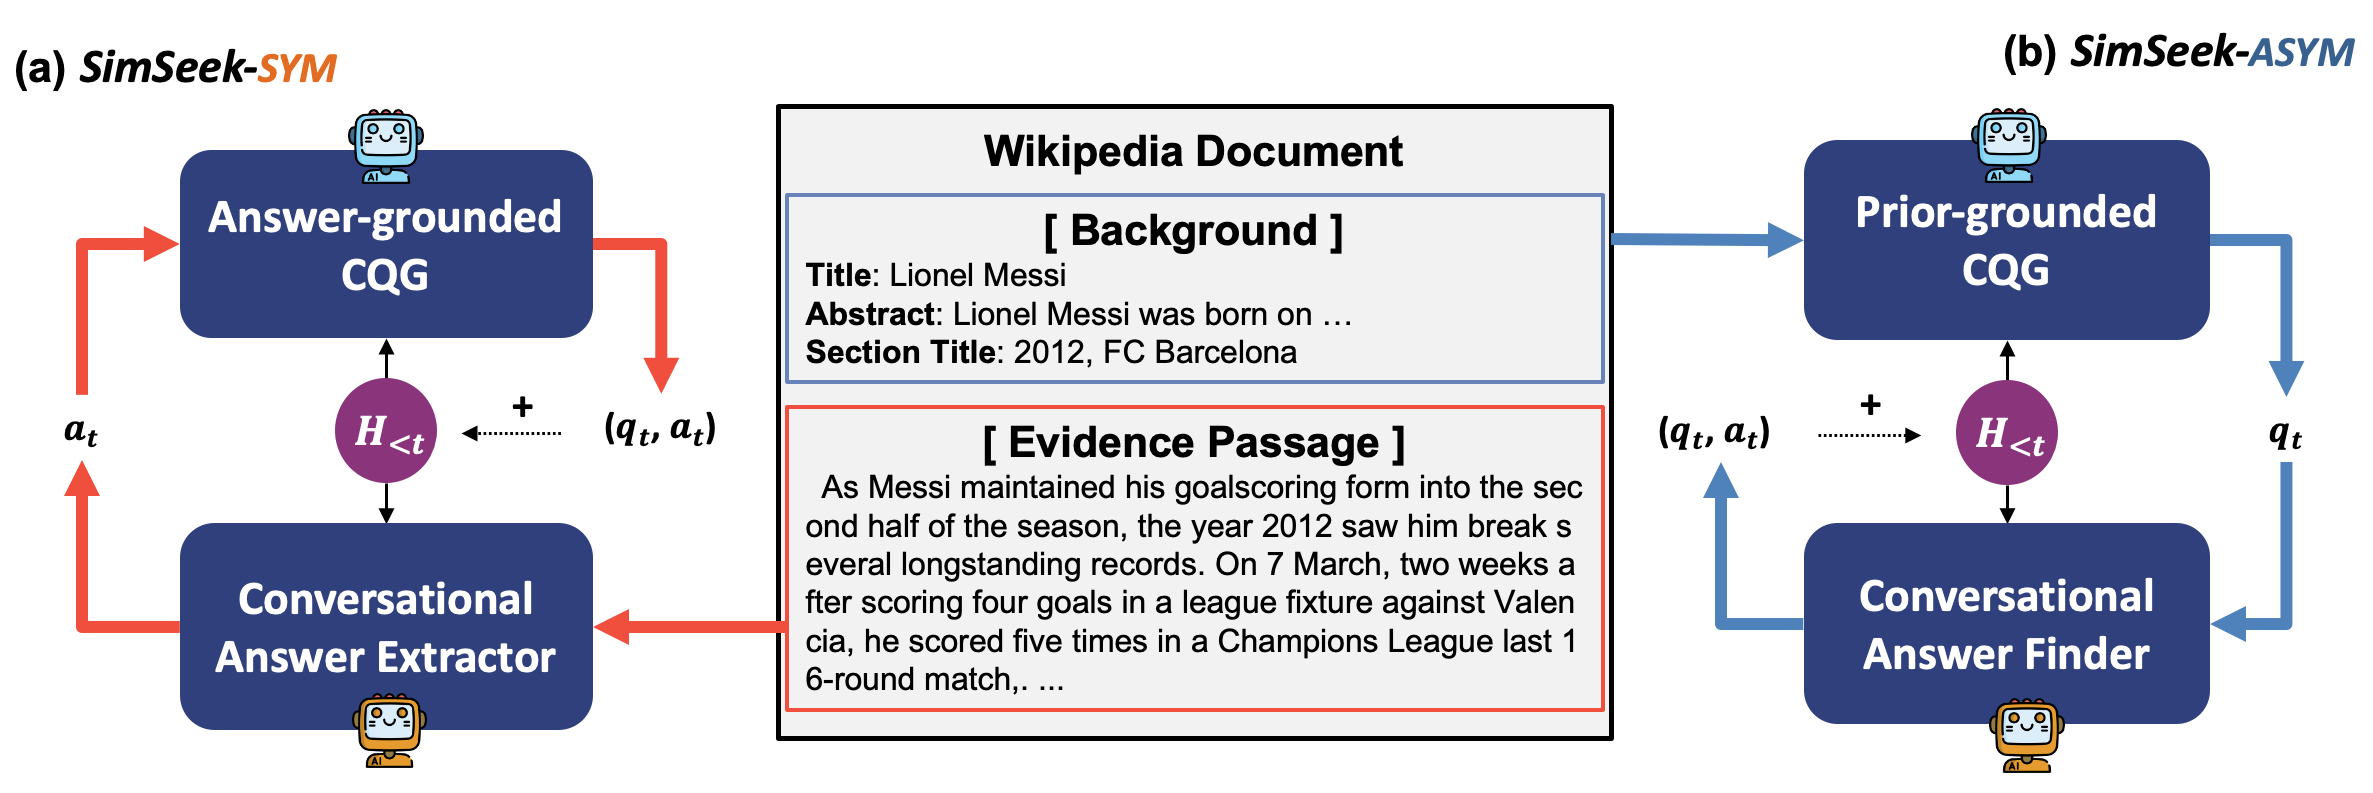 (a) SimSeek-SYM
AI
Answer-grounded
CQG
a_t
H_{<t}
+
(q_t, a_t)
Conversational
Answer Extractor
AI
Wikipedia Document
[ Background ]
Title: Lionel Messi
Abstract: Lionel Messi was born on …
Section Title: 2012, FC Barcelona
[ Evidence Passage ]
As Messi maintained his goalscoring form into the sec
ond half of the season, the year 2012 saw him break s
everal longstanding records. On 7 March, two weeks a
fter scoring four goals in a league fixture against Valen
cia, he scored five times in a Champions League last 1
6-round match,. ...
(b) SimSeek-ASYM
AI
Prior-grounded
CQG
(q_t, a_t)
+
H_{<t}
q_t
Conversational
Answer Finder
AI